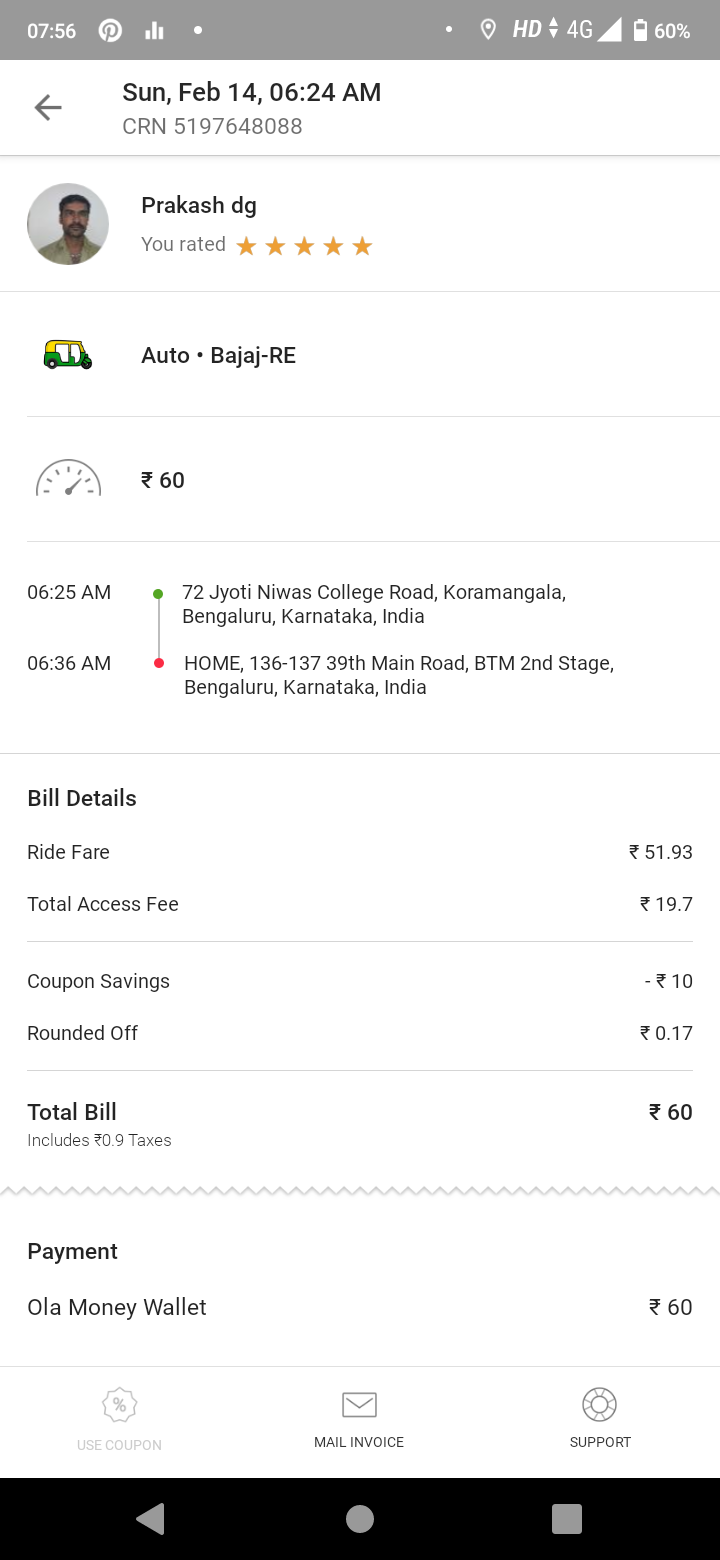 07:56 HD 4G 60%
Sun, Feb 14, 06:24 AM
CRN 5197648088
Prakash dg
You rated
Auto • Bajaj-RE
₹ 60
06:25 AM 72 Jyoti Niwas College Road, Koramangala,
Bengaluru, Karnataka, India
06:36 AM HOME, 136-137 39th Main Road, BTM 2nd Stage,
Bengaluru, Karnataka, India
Bill Details
Ride Fare ₹ 51.93
Total Access Fee ₹ 19.7
Coupon Savings - ₹ 10
Rounded Off ₹ 0.17
Total Bill ₹ 60
Includes ₹0.9 Taxes
Payment
Ola Money Wallet ₹ 60
USE COUPON MAIL INVOICE SUPPORT